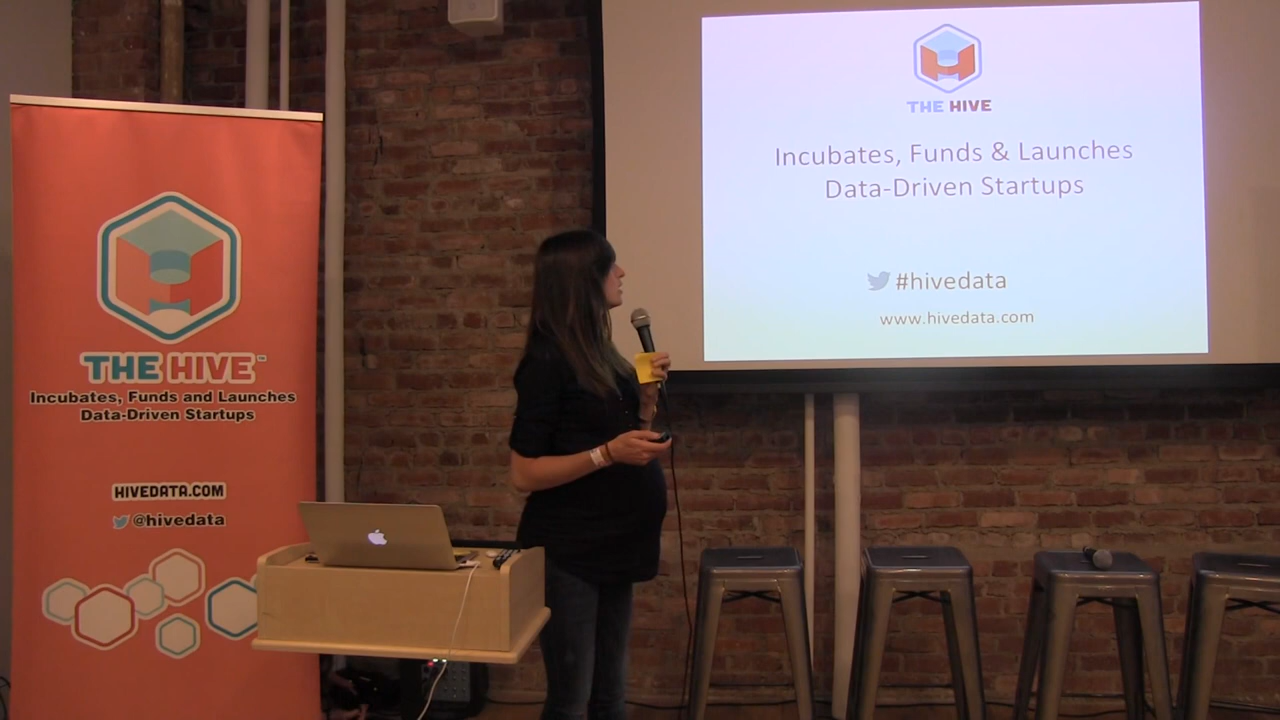 THE HIVE™
Incubates, Funds and Launches
Data-Driven Startups
HIVEDATA.COM
@hivedata
THE HIVE
Incubates, Funds & Launches
Data-Driven Startups
#hivedata
www.hivedata.com